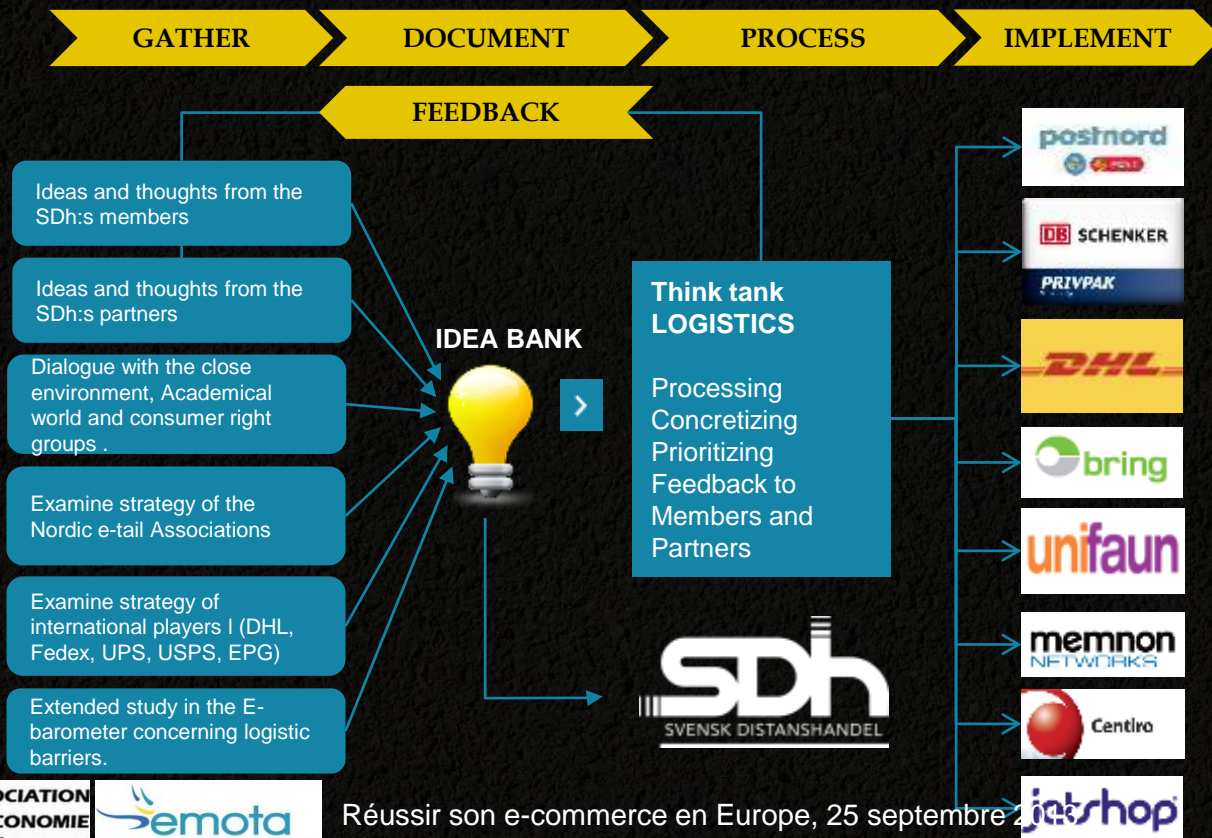 GATHER
DOCUMENT
PROCESS
IMPLEMENT
FEEDBACK
Ideas and thoughts from the
SDh:s members
Ideas and thoughts from the
SDh:s partners
Dialogue with the close
environment, Academical
world and consumer right
groups .
Examine strategy of the
Nordic e-tail Associations
Examine strategy of
international players I (DHL,
Fedex, UPS, USPS, EPG)
Extended study in the E-
barometer concerning logistic
barriers.
IDEA BANK
Think tank
LOGISTICS
Processing
Concretizing
Prioritizing
Feedback to
Members and
Partners
SDh
SVENSK DISTANSHANDEL
postnord
DB SCHENKER
PRIVPAK
DHL
bring
unifaun
memnon
NETWORKS
Centiro
jetshop
OCIATION
CONOMIE
emota
Réussir son e-commerce en Europe, 25 septembre 2013